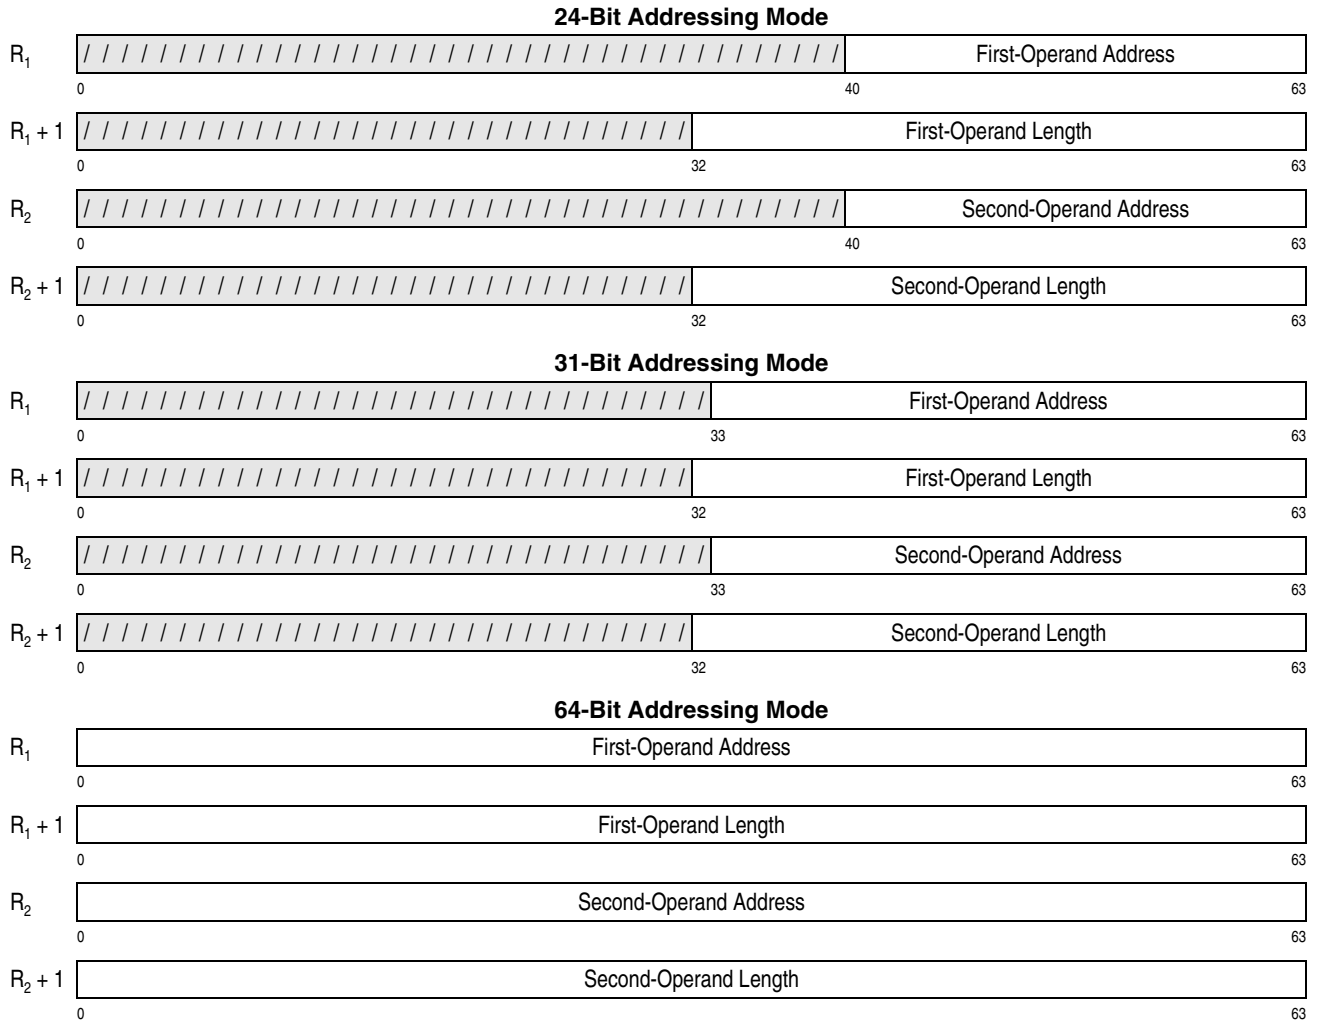 24-Bit Addressing Mode
R1 / / / / / / / / / / / / / / / / / / / / / / / / / / / / / / / / / / / / / / / / First-Operand Address
0 40 63
R1 + 1 / / / / / / / / / / / / / / / / / / / / / / / / / / / / / / / / First-Operand Length
0 32 63
R2 / / / / / / / / / / / / / / / / / / / / / / / / / / / / / / / / / / / / / / / / Second-Operand Address
0 40 63
R2 + 1 / / / / / / / / / / / / / / / / / / / / / / / / / / / / / / / / Second-Operand Length
0 32 63
31-Bit Addressing Mode
R1 / / / / / / / / / / / / / / / / / / / / / / / / / / / / / / / / / First-Operand Address
0 33 63
R1 + 1 / / / / / / / / / / / / / / / / / / / / / / / / / / / / / / / / First-Operand Length
0 32 63
R2 / / / / / / / / / / / / / / / / / / / / / / / / / / / / / / / / / Second-Operand Address
0 33 63
R2 + 1 / / / / / / / / / / / / / / / / / / / / / / / / / / / / / / / / Second-Operand Length
0 32 63
64-Bit Addressing Mode
R1 First-Operand Address
0 63
R1 + 1 First-Operand Length
0 63
R2 Second-Operand Address
0 63
R2 + 1 Second-Operand Length
0 63